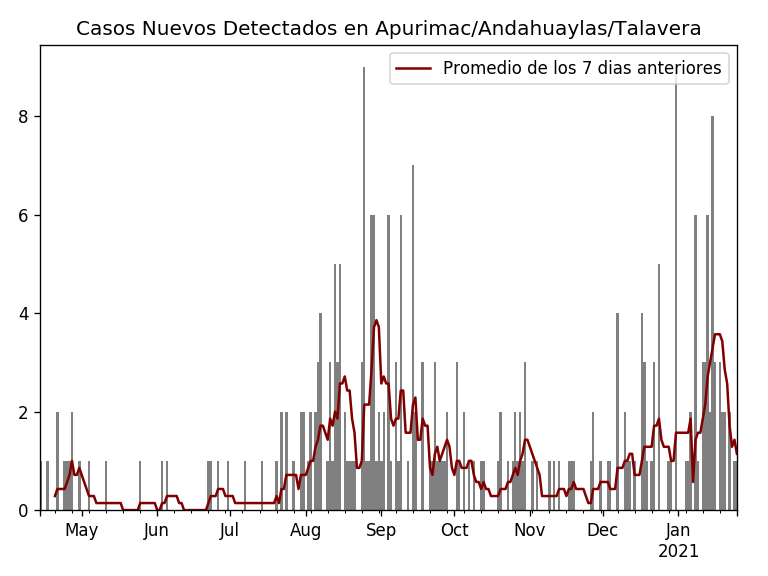 Casos Nuevos Detectados en Apurimac/Andahuaylas/Talavera
Promedio de los 7 dias anteriores
8
6
4
2
0
May Jun Jul Aug Sep Oct Nov Dec Jan
2021